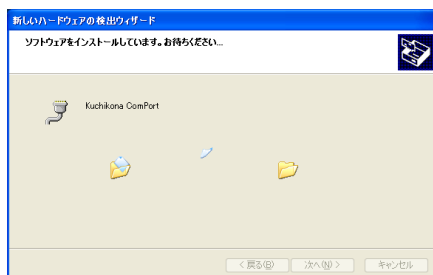 新しいハードウェアの検出ウィザード
ソフトウェアをインストールしています。お待ちください...
Kuchikona ComPort
< 戻る(B) 次へ(N) > キャンセル